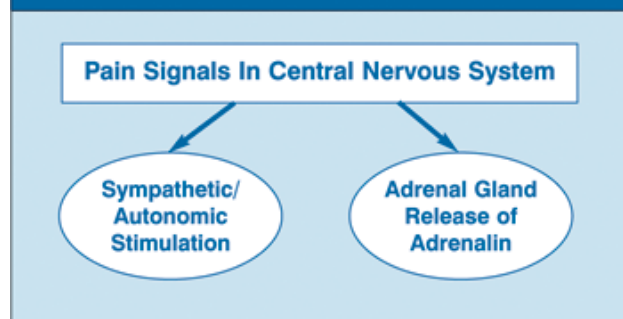 Pain Signals In Central Nervous System
Sympathetic/
Autonomic
Stimulation
Adrenal Gland
Release of
Adrenalin